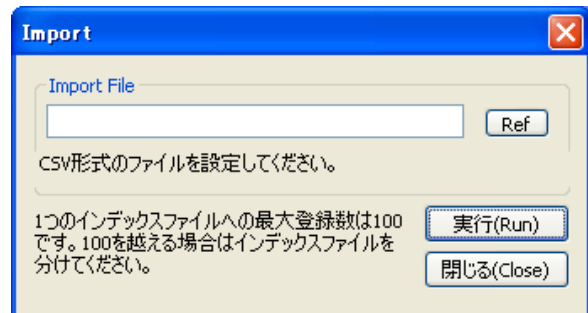 Import
Import File
Ref
CSV形式のファイルを設定してください。
1つのインデックスファイルへの最大登録数は100
です。100を越える場合はインデックスファイルを
分けてください。
実行(Run)
閉じる(Close)